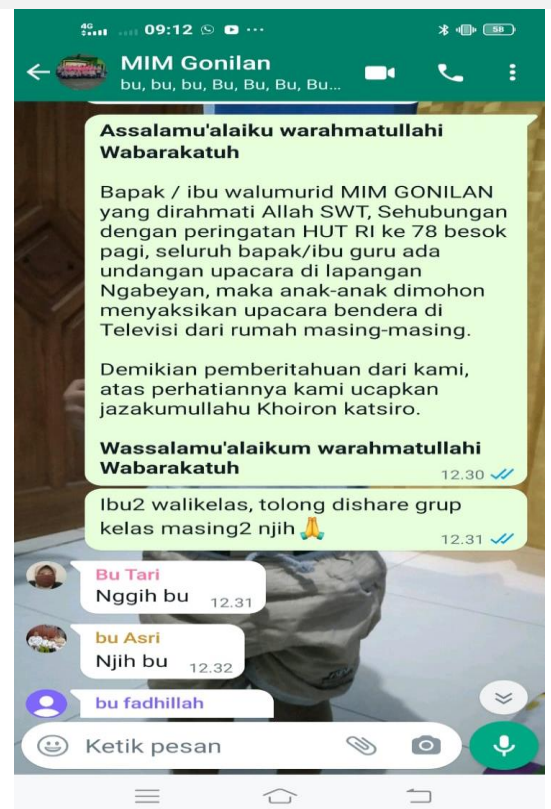 4G 09:12 58
MIM Gonilan
bu, bu, bu, Bu, Bu, Bu, Bu...
Assalamu'alaiku warahmatullahi
Wabarakatuh
Bapak / ibu walumurid MIM GONILAN
yang dirahmati Allah SWT, Sehubungan
dengan peringatan HUT RI ke 78 besok
pagi, seluruh bapak/ibu guru ada
undangan upacara di lapangan
Ngabeyan, maka anak-anak dimohon
menyaksikan upacara bendera di
Televisi dari rumah masing-masing.
Demikian pemberitahuan dari kami,
atas perhatiannya kami ucapkan
jazakumullahu Khoiron katsiro.
Wassalamu'alaikum warahmatullahi
Wabarakatuh
12.30
Ibu2 walikelas, tolong dishare grup
kelas masing2 njih 🙏
12.31
Bu Tari
Nggih bu 12.31
bu Asri
Njih bu 12.32
bu fadhillah
Ketik pesan